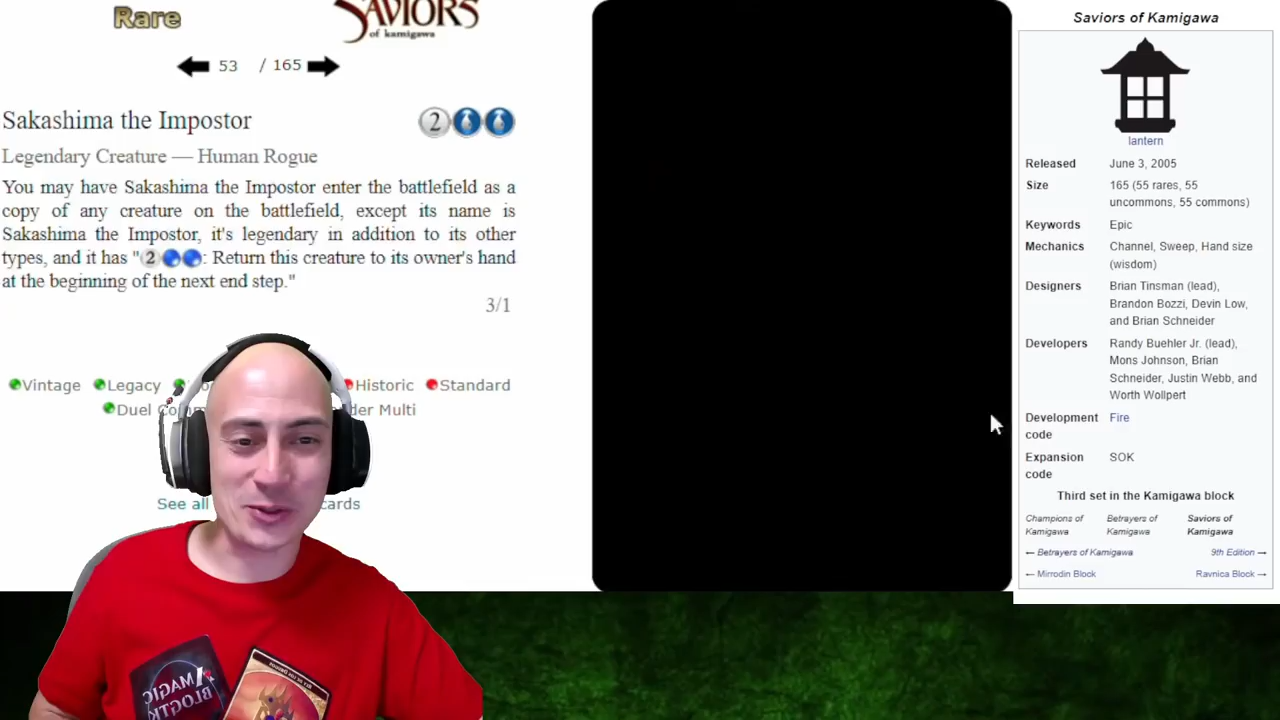 Rare
SAVIORS
of kamigawa
53 / 165
Sakashima the Impostor
2
Legendary Creature — Human Rogue
You may have Sakashima the Impostor enter the battlefield as a
copy of any creature on the battlefield, except its name is
Sakashima the Impostor, it's legendary in addition to its other
types, and it has "2: Return this creature to its owner's hand
at the beginning of the next end step."
3/1
Vintage Legacy Historic Standard
Duel Multi
See all cards
MAGIC
BLOGTK
Saviors of Kamigawa
lantern
Released June 3, 2005
Size 165 (55 rares, 55
uncommons, 55 commons)
Keywords Epic
Mechanics Channel, Sweep, Hand size
(wisdom)
Designers Brian Tinsman (lead),
Brandon Bozzi, Devin Low,
and Brian Schneider
Developers Randy Buehler Jr. (lead),
Mons Johnson, Brian
Schneider, Justin Webb, and
Worth Wollpert
Development Fire
code
Expansion SOK
code
Third set in the Kamigawa block
Champions of Betrayers of Saviors of
Kamigawa Kamigawa Kamigawa
← Betrayers of Kamigawa 9th Edition →
← Mirrodin Block Ravnica Block →